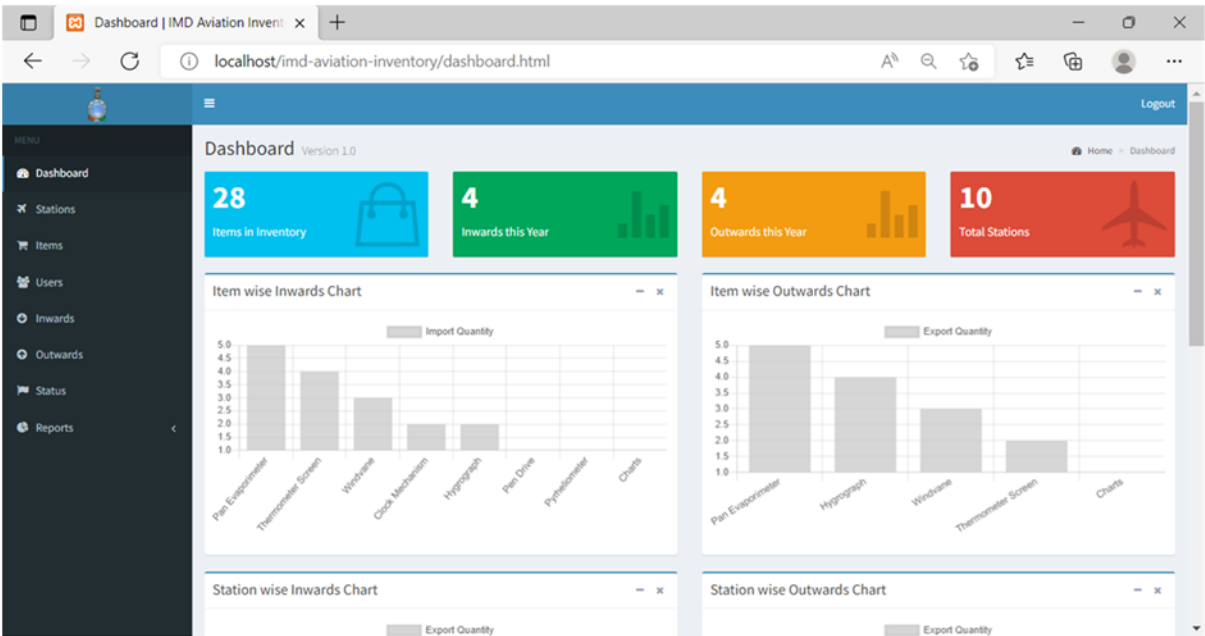 Dashboard | IMD Aviation Invent
localhost/imd-aviation-inventory/dashboard.html
Logout
MENU
Dashboard
Stations
Items
Users
Inwards
Outwards
Status
Reports
Dashboard Version 1.0
Home > Dashboard
28
Items in Inventory
4
Inwards this Year
4
Outwards this Year
10
Total Stations
Item wise Inwards Chart
Import Quantity
5.0
4.5
4.0
3.5
3.0
2.5
2.0
1.5
1.0
Pan Evaporimeter
Thermometer Screen
Windvane
Clock Mechanism
Hygrograph
Pen Drive
Pyrheliometer
Charts
Item wise Outwards Chart
Export Quantity
5.0
4.5
4.0
3.5
3.0
2.5
2.0
1.5
1.0
Pan Evaporimeter
Hygrograph
Windvane
Thermometer Screen
Charts
Station wise Inwards Chart
Export Quantity
Station wise Outwards Chart
Export Quantity